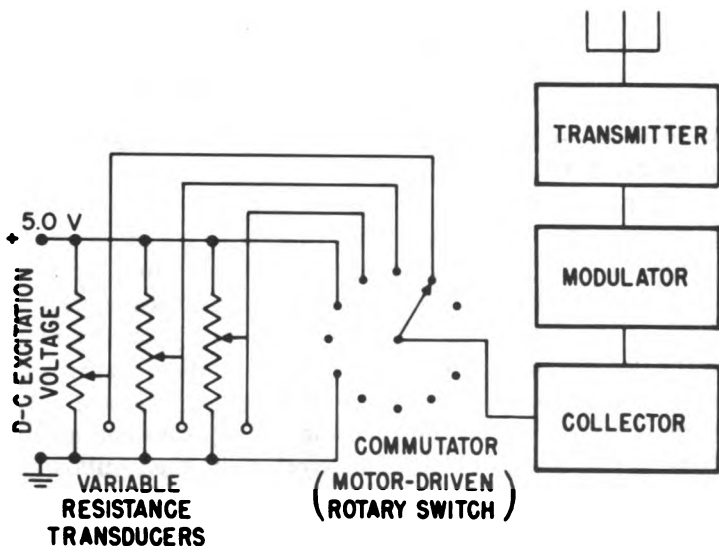 TRANSMITTER
MODULATOR
COLLECTOR
+ 5.0 V
D-C EXCITATION
VOLTAGE
VARIABLE
RESISTANCE
TRANSDUCERS
COMMUTATOR
(MOTOR-DRIVEN
ROTARY SWITCH)